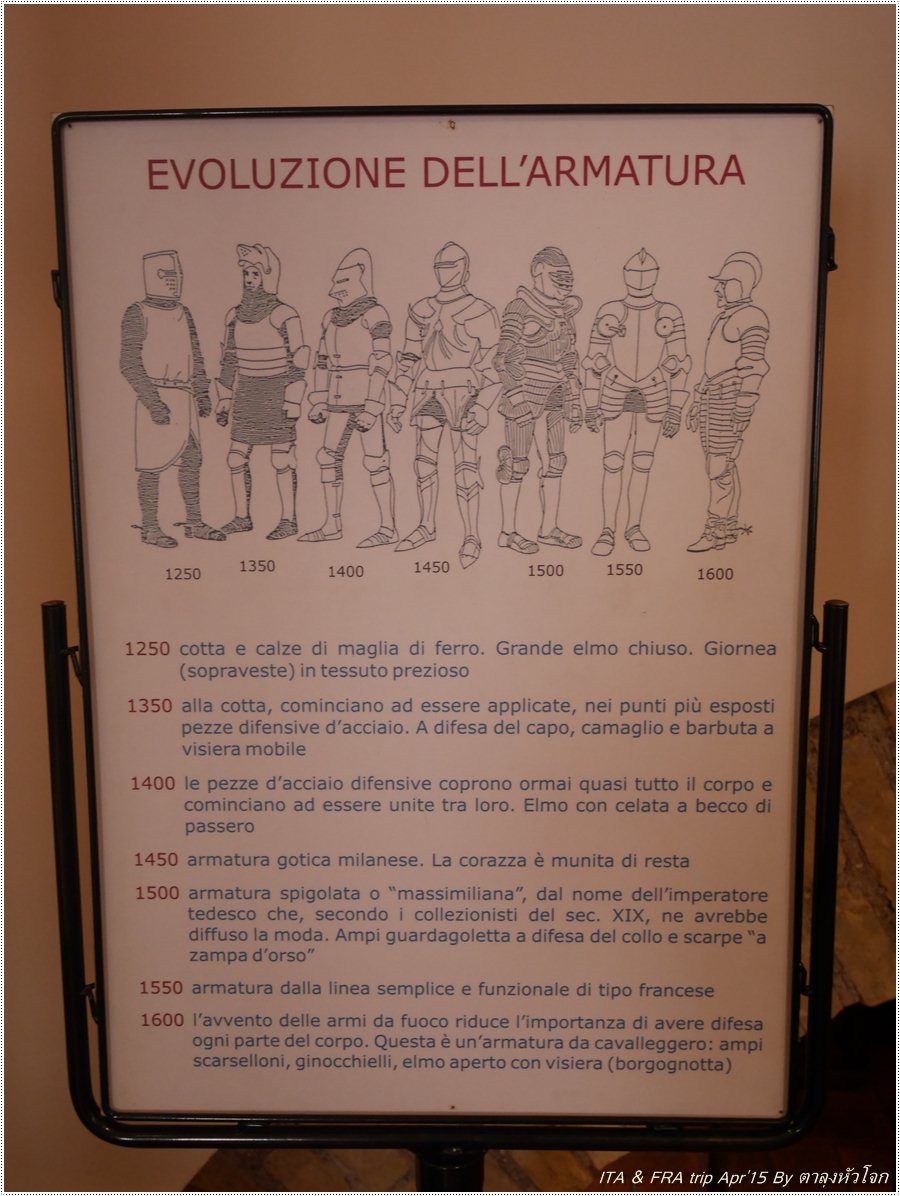 EVOLUZIONE DELL'ARMATURA
1250 1350 1400 1450 1500 1550 1600
1250 cotta e calze di maglia di ferro. Grande elmo chiuso. Giornea
(sopraveste) in tessuto prezioso
1350 alla cotta, cominciano ad essere applicate, nei punti più esposti
pezze difensive d'acciaio. A difesa del capo, camaglio e barbuta a
visiera mobile
1400 le pezze d'acciaio difensive coprono ormai quasi tutto il corpo e
cominciano ad essere unite tra loro. Elmo con celata a becco di
passero
1450 armatura gotica milanese. La corazza è munita di resta
1500 armatura spigolata o "massimiliana", dal nome dell'imperatore
tedesco che, secondo i collezionisti del sec. XIX, ne avrebbe
diffuso la moda. Ampi guardagoletta a difesa del collo e scarpe "a
zampa d'orso"
1550 armatura dalla linea semplice e funzionale di tipo francese
1600 l'avvento delle armi da fuoco riduce l'importanza di avere difesa
ogni parte del corpo. Questa è un'armatura da cavalleggero: ampi
scarselloni, ginocchielli, elmo aperto con visiera (borgognotta)
ITA & FRA trip Apr'15 By ตาลุงหัวโจก